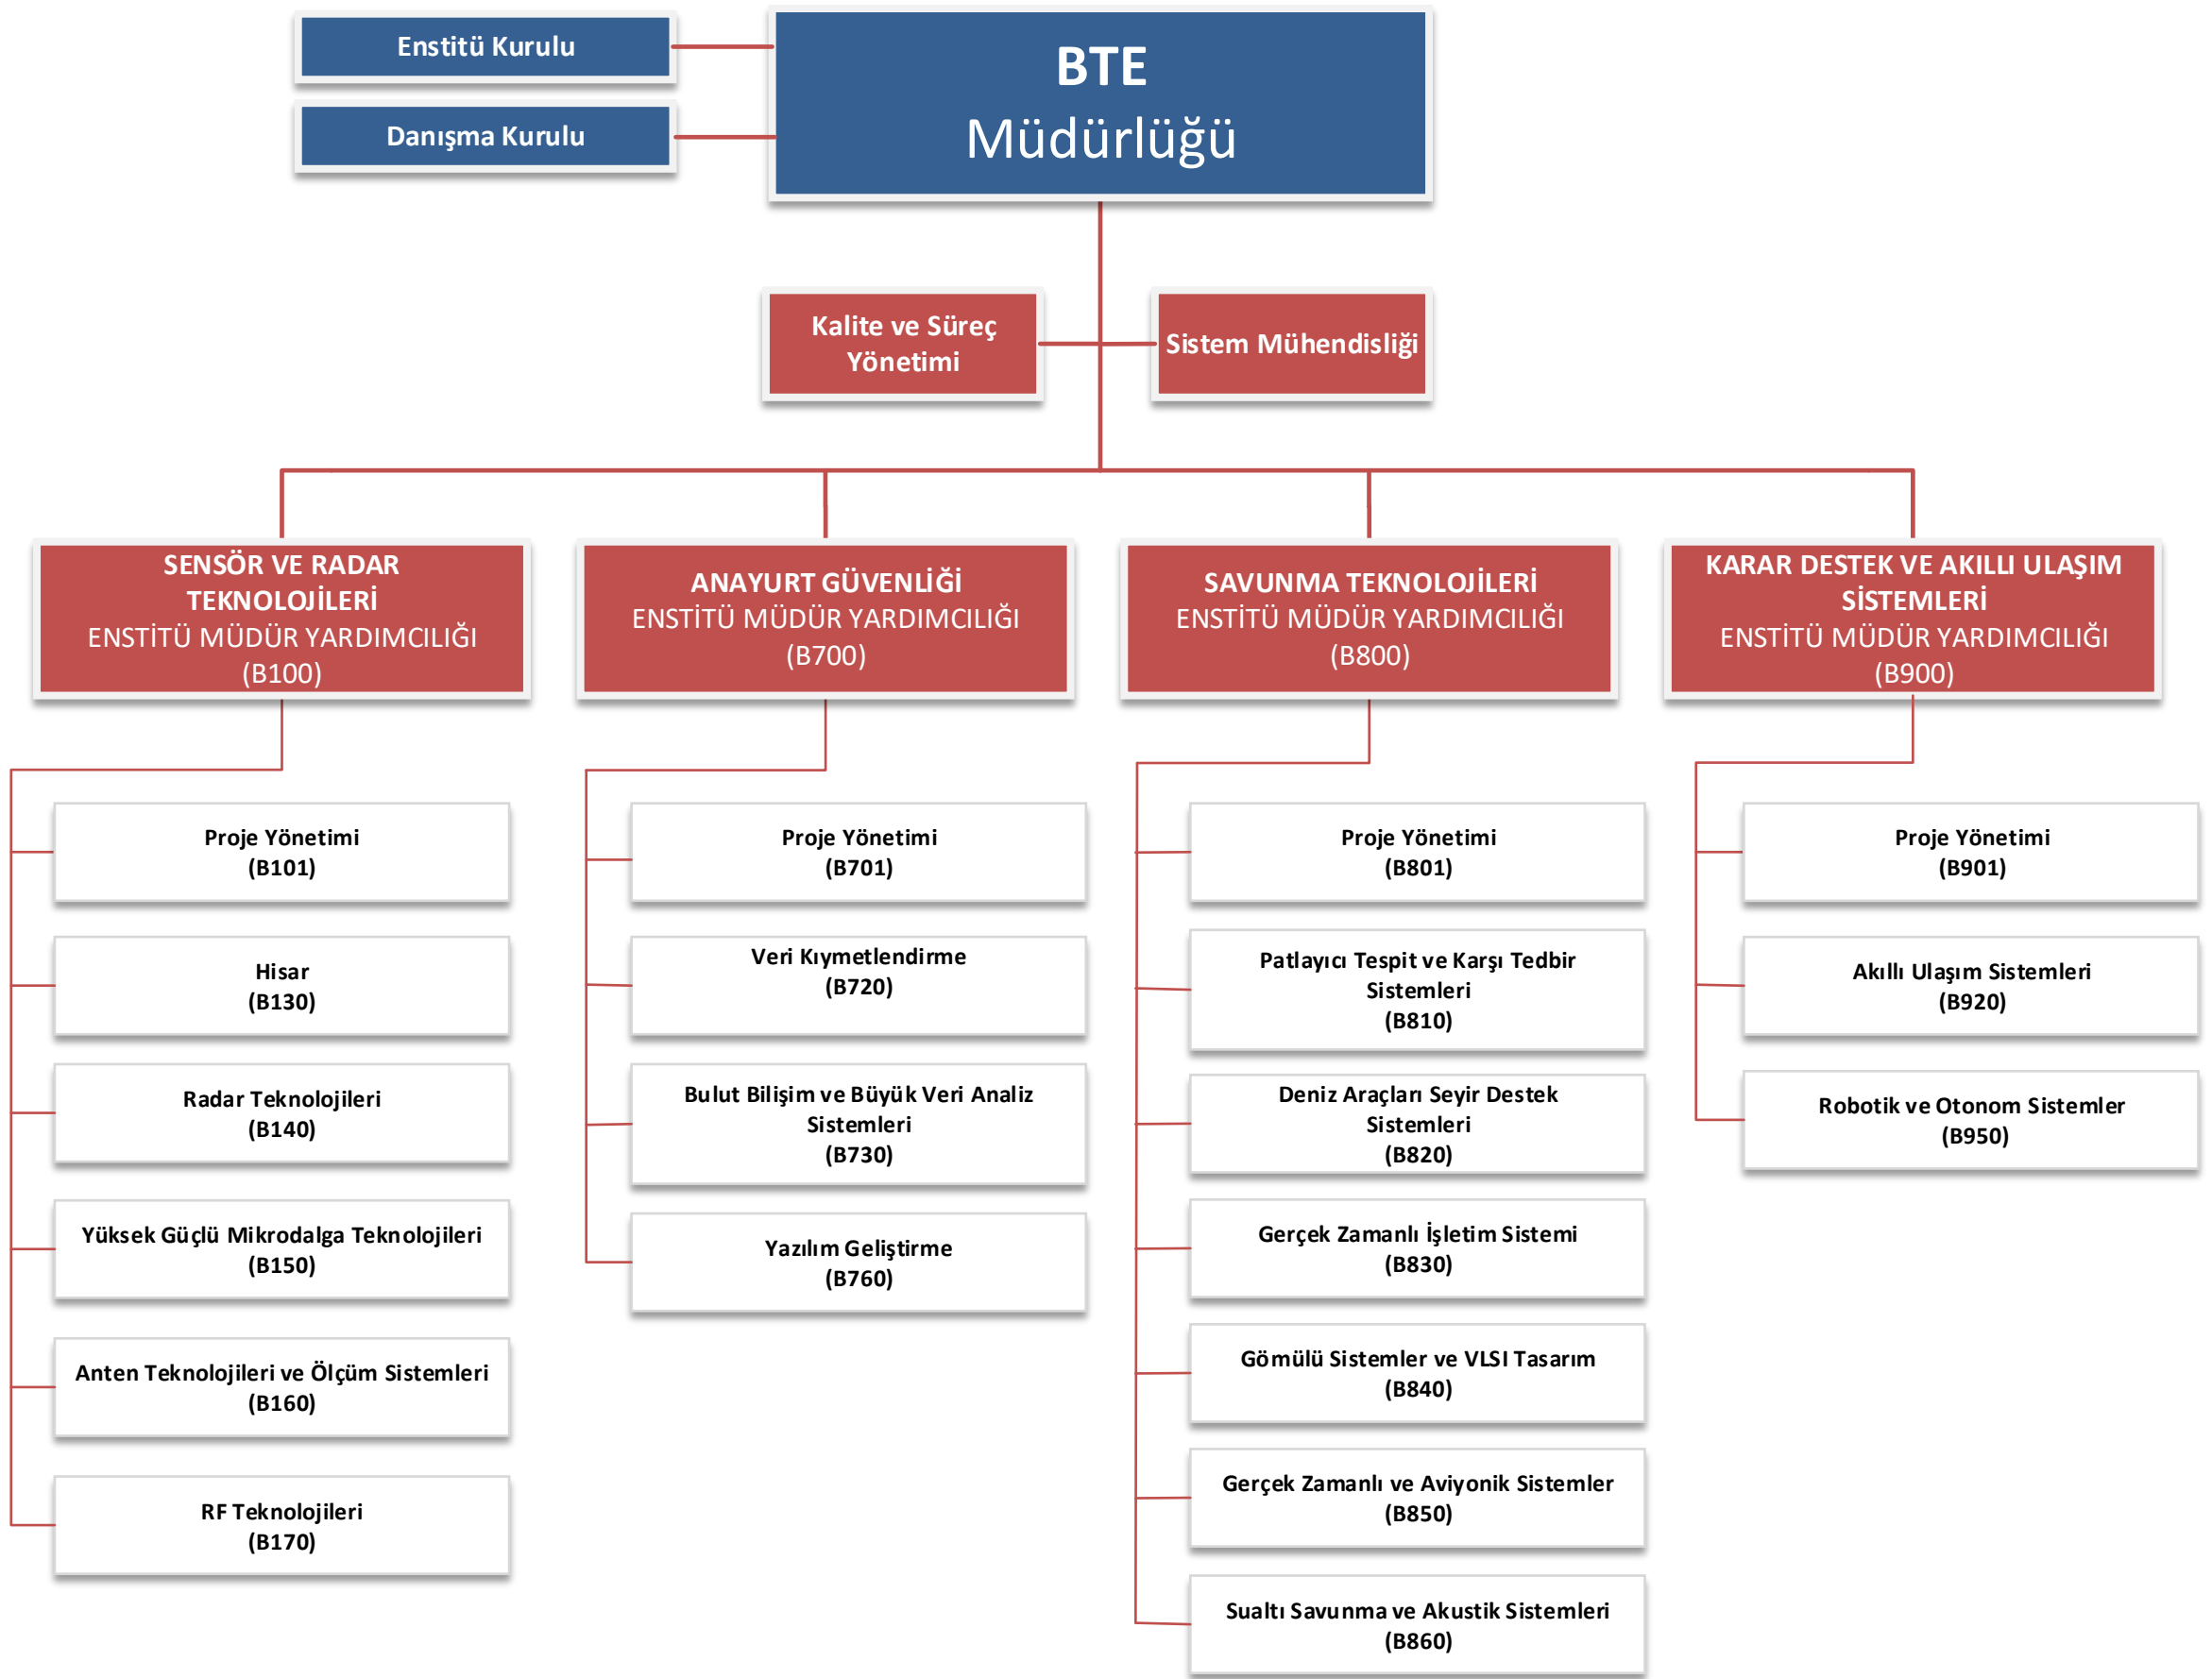 Enstitü Kurulu
Danışma Kurulu
BTE
Müdürlüğü
Kalite ve Süreç
Yönetimi
Sistem Mühendisliği
SENSÖR VE RADAR
TEKNOLOJİLERİ
ENSTİTÜ MÜDÜR YARDIMCILIĞI
(B100)
ANAYURT GÜVENLİĞİ
ENSTİTÜ MÜDÜR YARDIMCILIĞI
(B700)
SAVUNMA TEKNOLOJİLERİ
ENSTİTÜ MÜDÜR YARDIMCILIĞI
(B800)
KARAR DESTEK VE AKILLI ULAŞIM
SİSTEMLERİ
ENSTİTÜ MÜDÜR YARDIMCILIĞI
(B900)
Proje Yönetimi
(B101)
Hisar
(B130)
Radar Teknolojileri
(B140)
Yüksek Güçlü Mikrodalga Teknolojileri
(B150)
Anten Teknolojileri ve Ölçüm Sistemleri
(B160)
RF Teknolojileri
(B170)
Proje Yönetimi
(B701)
Veri Kıymetlendirme
(B720)
Bulut Bilişim ve Büyük Veri Analiz
Sistemleri
(B730)
Yazılım Geliştirme
(B760)
Proje Yönetimi
(B801)
Patlayıcı Tespit ve Karşı Tedbir
Sistemleri
(B810)
Deniz Araçları Seyir Destek
Sistemleri
(B820)
Gerçek Zamanlı İşletim Sistemi
(B830)
Gömülü Sistemler ve VLSI Tasarım
(B840)
Gerçek Zamanlı ve Aviyonik Sistemler
(B850)
Sualtı Savunma ve Akustik Sistemleri
(B860)
Proje Yönetimi
(B901)
Akıllı Ulaşım Sistemleri
(B920)
Robotik ve Otonom Sistemler
(B950)